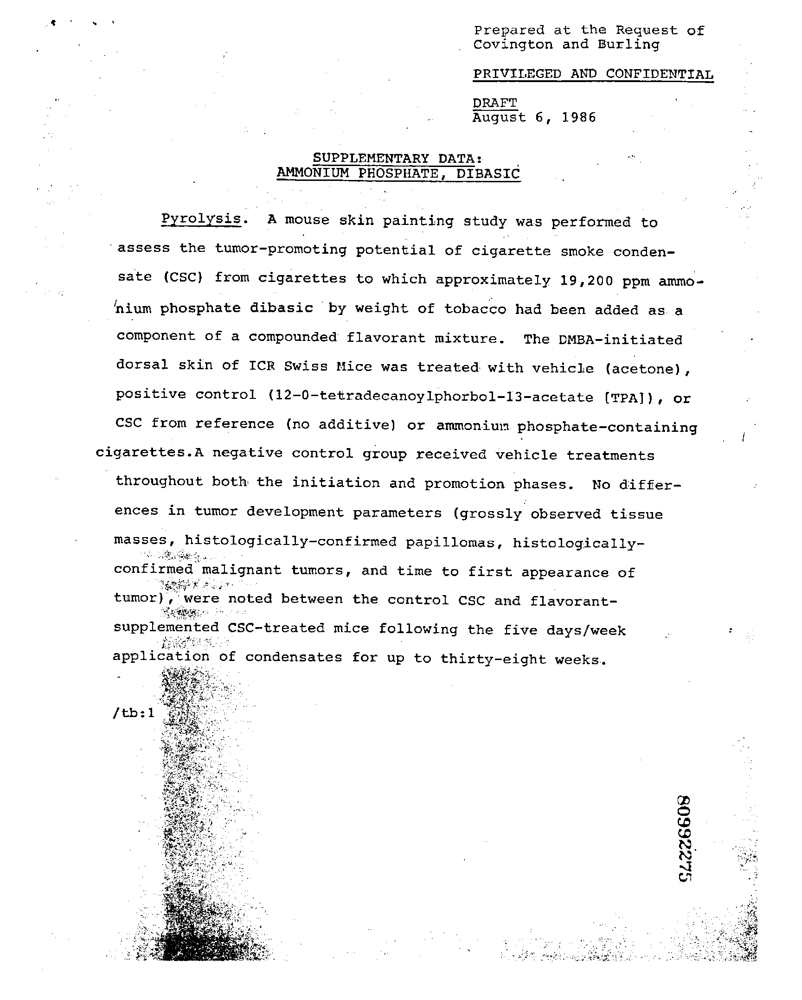 Prepared at the Request of
Covington and Burling
PRIVILEGED AND CONFIDENTIAL
DRAFT
August 6, 1986
SUPPLEMENTARY DATA:
AMMONIUM PHOSPHATE, DIBASIC
Pyrolysis. A mouse skin painting study was performed to
assess the tumor-promoting potential of cigarette smoke conden-
sate (CSC) from cigarettes to which approximately 19,200 ppm ammo-
nium phosphate dibasic by weight of tobacco had been added as a
component of a compounded flavorant mixture. The DMBA-initiated
dorsal skin of ICR Swiss Mice was treated with vehicle (acetone),
positive control (12-0-tetradecanoylphorbol-13-acetate [TPA]), or
CSC from reference (no additive) or ammonium phosphate-containing
cigarettes.A negative control group received vehicle treatments
throughout both the initiation and promotion phases. No differ-
ences in tumor development parameters (grossly observed tissue
masses, histologically-confirmed papillomas, histologically-
confirmed malignant tumors, and time to first appearance of
tumor), were noted between the control CSC and flavorant-
supplemented CSC-treated mice following the five days/week
application of condensates for up to thirty-eight weeks.
/tb:1
80992275